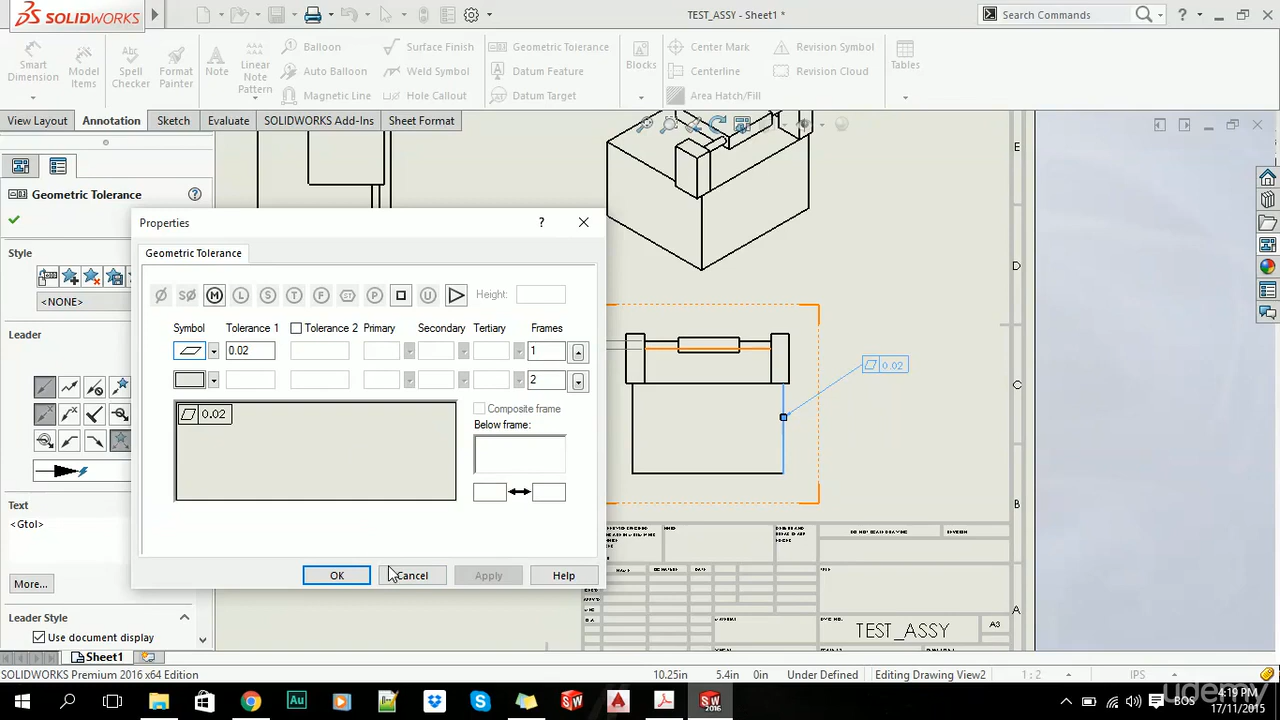 SOLIDWORKS
TEST_ASSY - Sheet1 *
Search Commands
Smart Dimension
Model Items
Spell Checker
Format Painter
Note
Linear Note Pattern
Balloon
Auto Balloon
Magnetic Line
Surface Finish
Weld Symbol
Hole Callout
Geometric Tolerance
Datum Feature
Datum Target
Blocks
Center Mark
Centerline
Area Hatch/Fill
Revision Symbol
Revision Cloud
Tables
View Layout
Annotation
Sketch
Evaluate
SOLIDWORKS Add-Ins
Sheet Format
Geometric Tolerance
Style
<NONE>
Leader
Text
<Gtol>
More...
Leader Style
Use document display
Properties
Geometric Tolerance
Height:
Symbol Tolerance 1 Tolerance 2 Primary Secondary Tertiary Frames
0.02 1
2
0.02
Composite frame
Below frame:
OK Cancel Apply Help
0.02
E
D
C
B
A
TEST_ASSY
A3
Sheet1
SOLIDWORKS Premium 2016 x64 Edition
10.25in 5.4in 0in Under Defined Editing Drawing View2 1 : 2 IPS
BOS
4:19 PM
17/11/2015
udemy